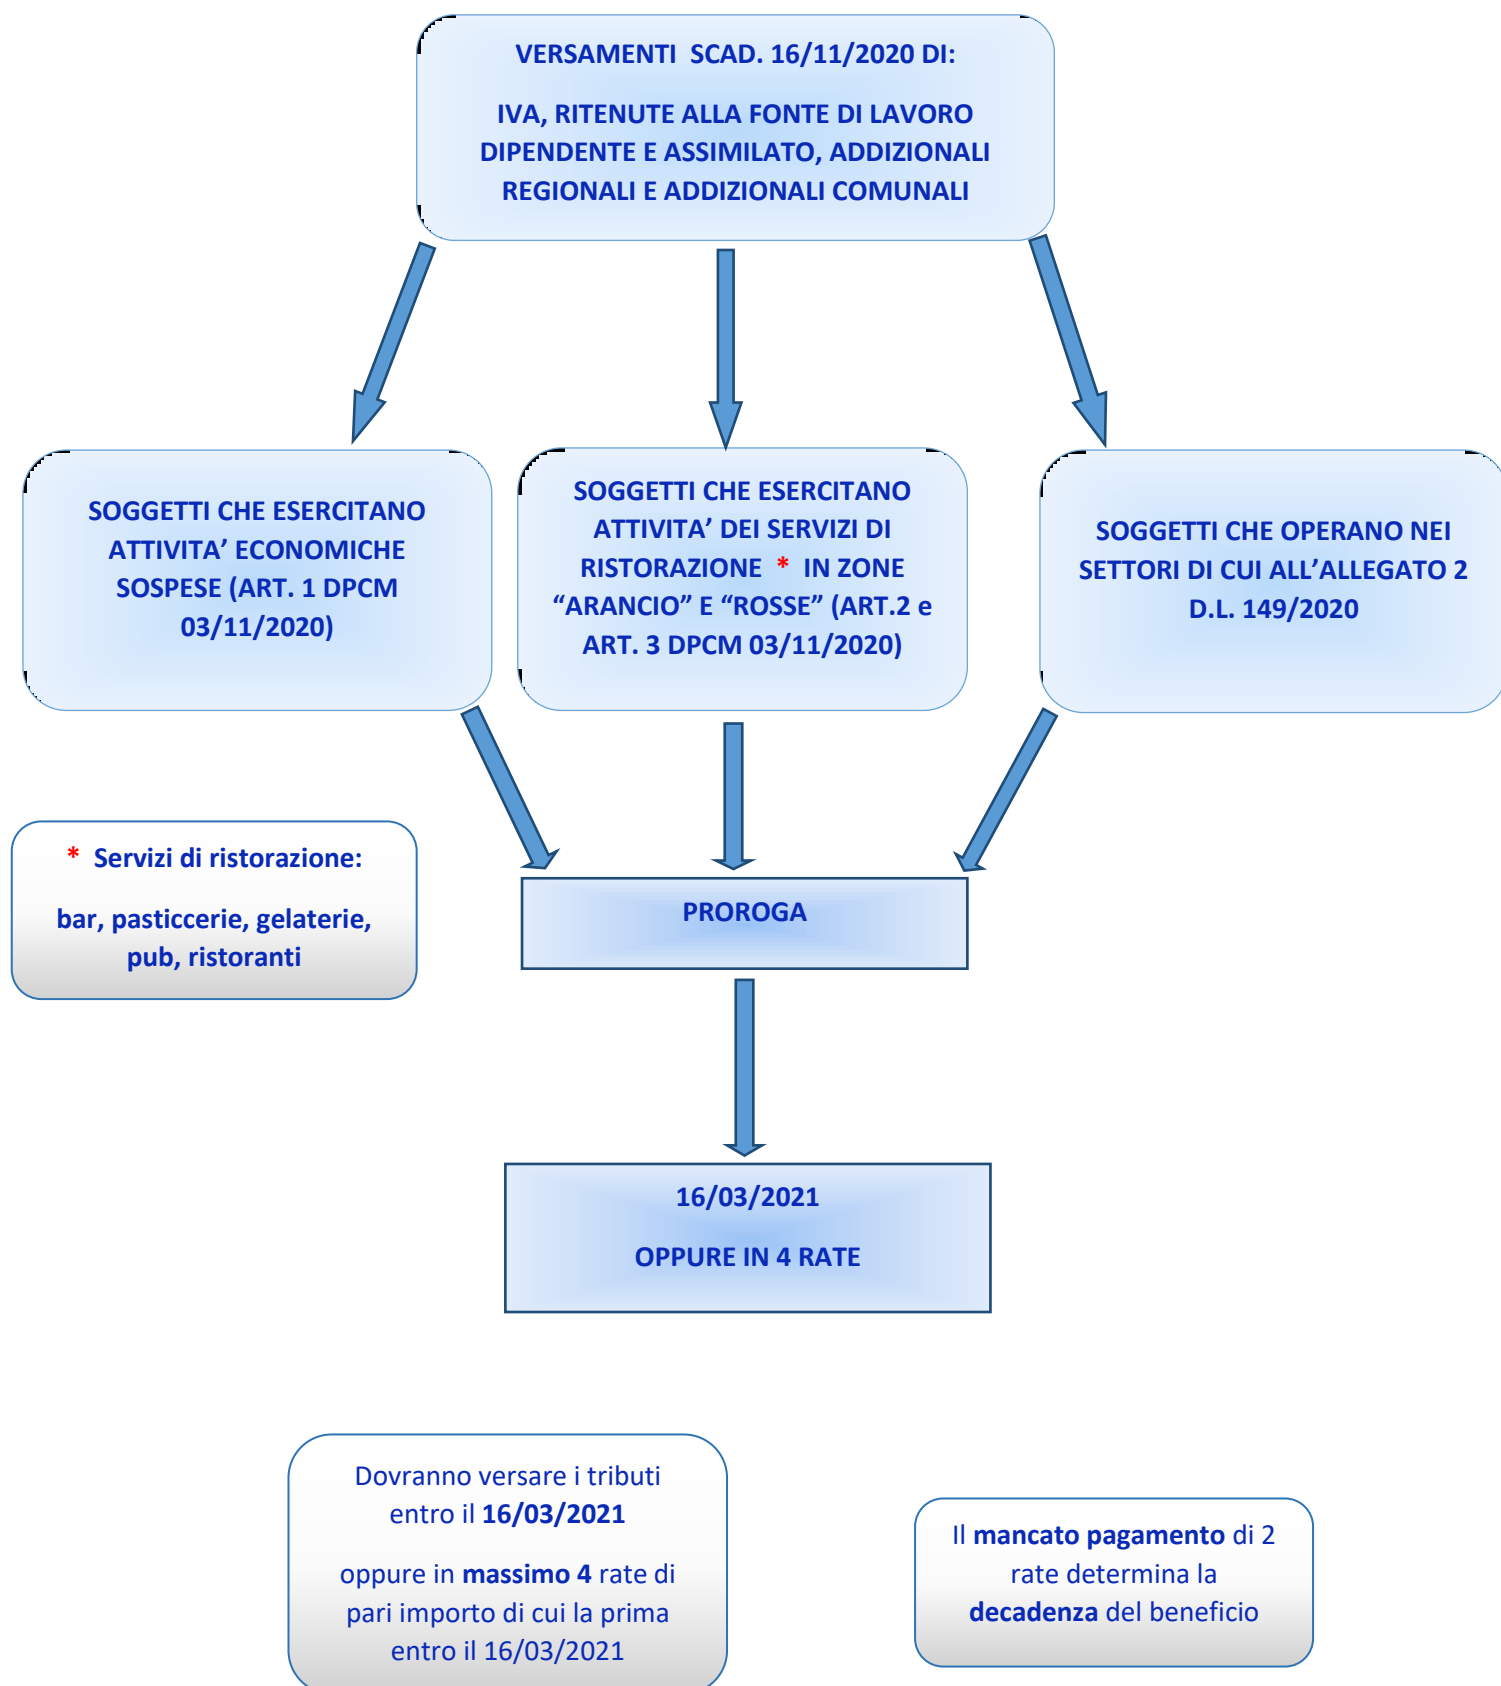 VERSAMENTI SCAD. 16/11/2020 DI:
IVA, RITENUTE ALLA FONTE DI LAVORO
DIPENDENTE E ASSIMILATO, ADDIZIONALI
REGIONALI E ADDIZIONALI COMUNALI
SOGGETTI CHE ESERCITANO
ATTIVITA’ ECONOMICHE
SOSPESE (ART. 1 DPCM
03/11/2020)
SOGGETTI CHE ESERCITANO
ATTIVITA’ DEI SERVIZI DI
RISTORAZIONE * IN ZONE
“ARANCIO” E “ROSSE” (ART.2 e
ART. 3 DPCM 03/11/2020)
SOGGETTI CHE OPERANO NEI
SETTORI DI CUI ALL’ALLEGATO 2
D.L. 149/2020
* Servizi di ristorazione:
bar, pasticcerie, gelaterie,
pub, ristoranti
PROROGA
16/03/2021
OPPURE IN 4 RATE
Dovranno versare i tributi
entro il 16/03/2021
oppure in massimo 4 rate di
pari importo di cui la prima
entro il 16/03/2021
Il mancato pagamento di 2
rate determina la
decadenza del beneficio